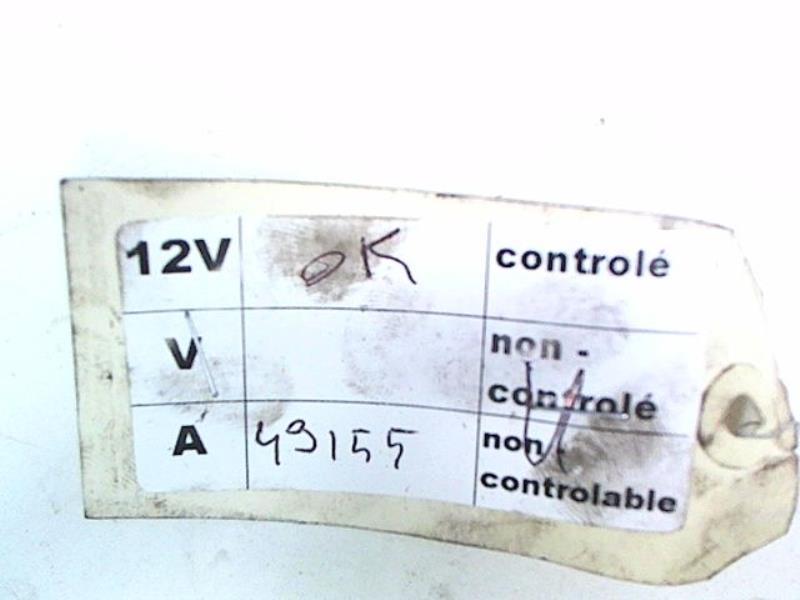 12V OK controlé
V non -
controlé
A 49155 non -
controlable